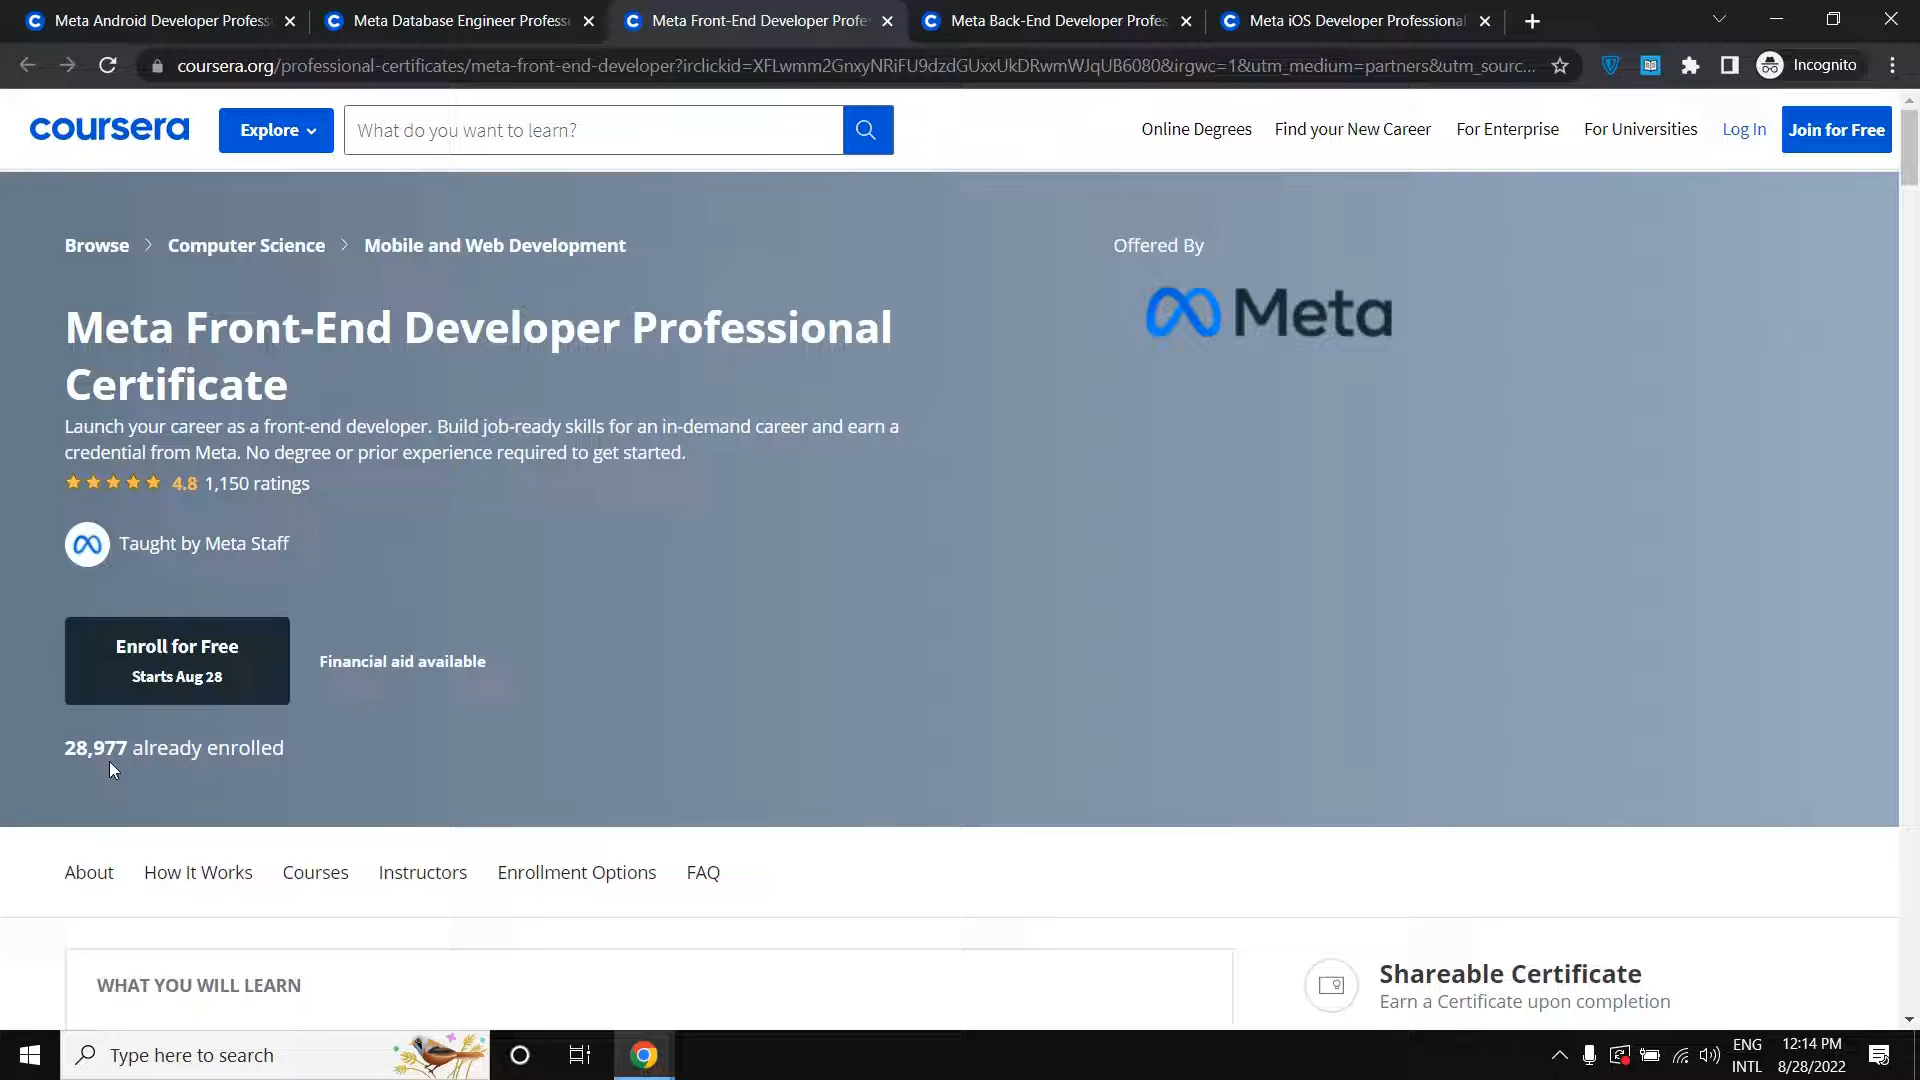 Meta Android Developer Profess
Meta Database Engineer Professi
Meta Front-End Developer Profe
Meta Back-End Developer Profes
Meta iOS Developer Professional
coursera.org/professional-certificates/meta-front-end-developer?irclickid=XFLwmm2GnxyNRiFU9dzdGUxxUkDRwmWJqUB6080&irgwc=1&utm_medium=partners&utm_sourc...
Incognito
coursera
Explore
What do you want to learn?
Online Degrees
Find your New Career
For Enterprise
For Universities
Log In
Join for Free
Browse > Computer Science > Mobile and Web Development
Offered By
Meta
Meta Front-End Developer Professional
Certificate
Launch your career as a front-end developer. Build job-ready skills for an in-demand career and earn a
credential from Meta. No degree or prior experience required to get started.
4.8 1,150 ratings
Taught by Meta Staff
Enroll for Free
Starts Aug 28
Financial aid available
28,977 already enrolled
About
How It Works
Courses
Instructors
Enrollment Options
FAQ
WHAT YOU WILL LEARN
Shareable Certificate
Earn a Certificate upon completion
Type here to search
ENG
INTL
12:14 PM
8/28/2022